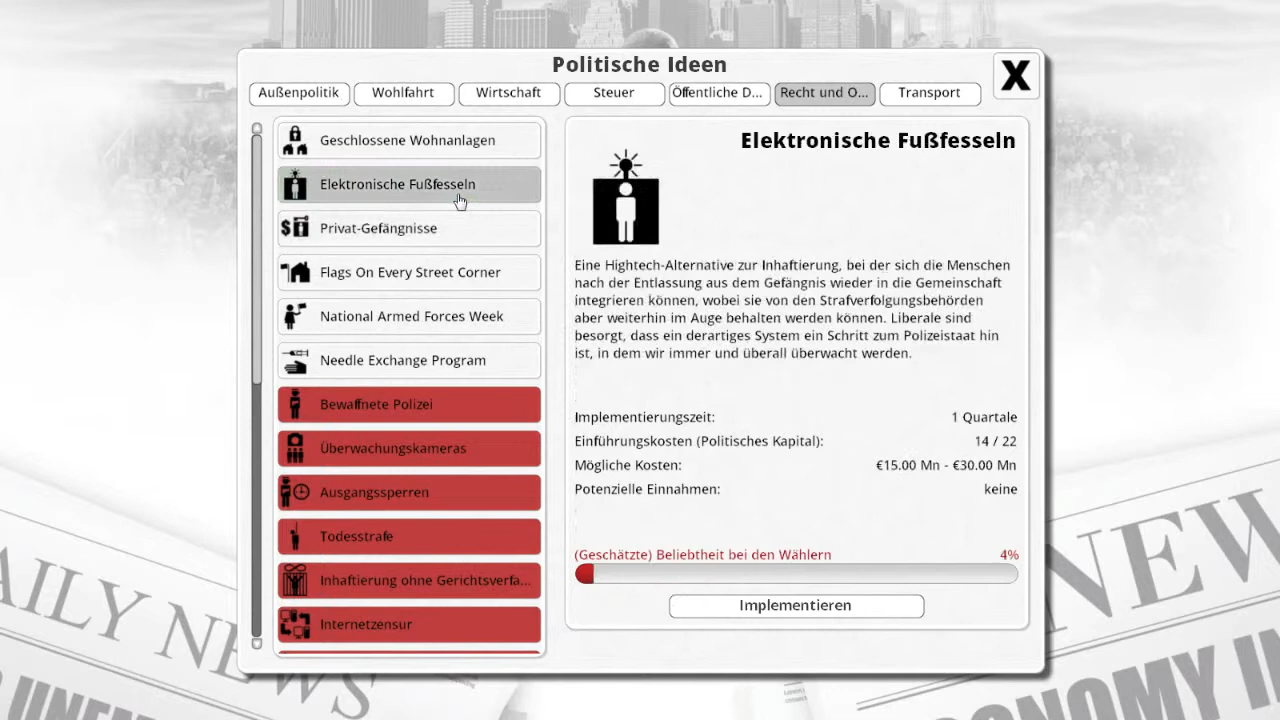 Politische Ideen
X
Außenpolitik
Wohlfahrt
Wirtschaft
Steuer
Öffentliche D...
Recht und O...
Transport
Geschlossene Wohnanlagen
Elektronische Fußfesseln
Privat-Gefängnisse
Flags On Every Street Corner
National Armed Forces Week
Needle Exchange Program
Bewaffnete Polizei
Überwachungskameras
Ausgangssperren
Todesstrafe
Inhaftierung ohne Gerichtsverfa...
Internetzensur
Elektronische Fußfesseln
Eine Hightech-Alternative zur Inhaftierung, bei der sich die Menschen
nach der Entlassung aus dem Gefängnis wieder in die Gemeinschaft
integrieren können, wobei sie von den Strafverfolgungsbehörden
aber weiterhin im Auge behalten werden können. Liberale sind
besorgt, dass ein derartiges System ein Schritt zum Polizeistaat hin
ist, in dem wir immer und überall überwacht werden.
Implementierungszeit: 1 Quartale
Einführungskosten (Politisches Kapital): 14 / 22
Mögliche Kosten: €15.00 Mn - €30.00 Mn
Potenzielle Einnahmen: keine
(Geschätzte) Beliebtheit bei den Wählern 4%
Implementieren
AILY NEWS
NEW
ONOMY IN